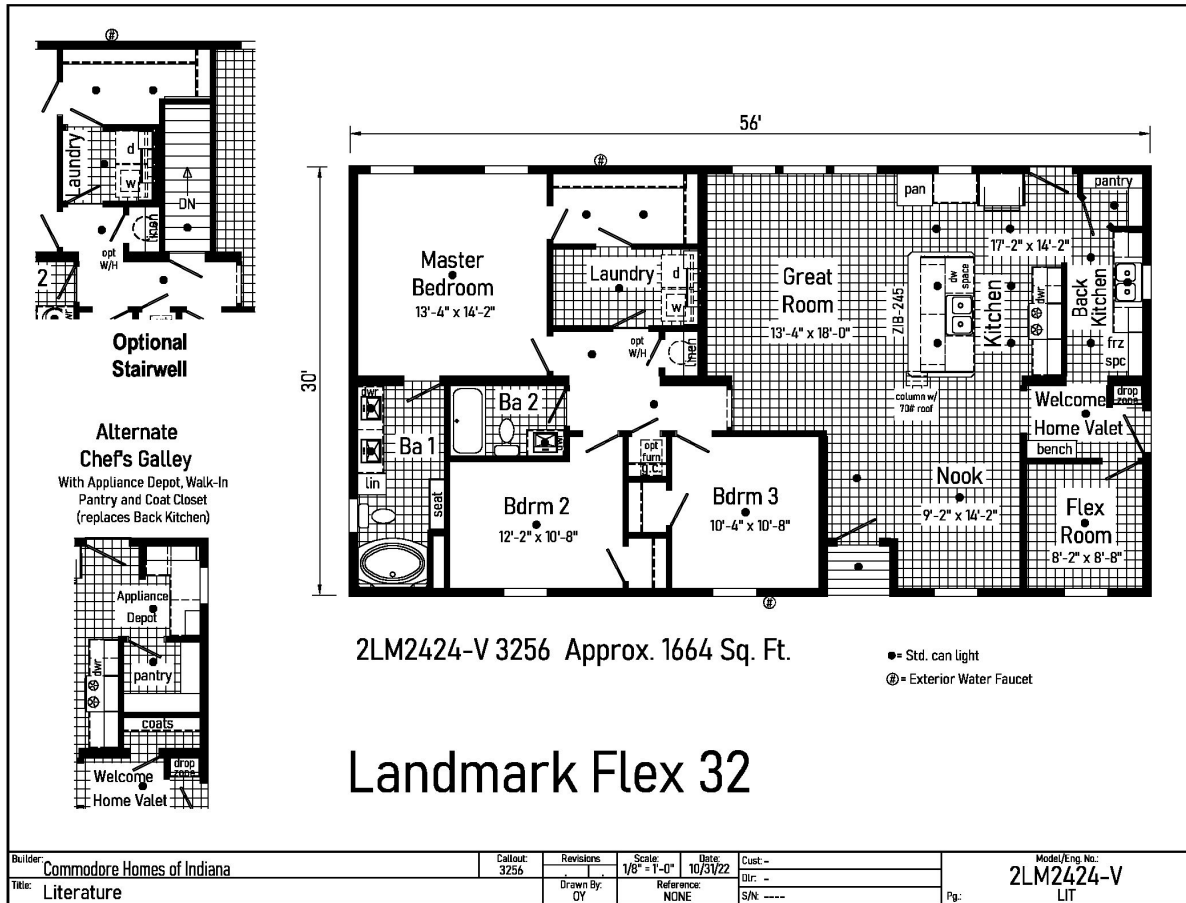 #
Laundry
d
w
DN
linen
opt
W/H
2
dwr
Optional
Stairwell
Alternate
Chef's Galley
With Appliance Depot, Walk-In
Pantry and Coat Closet
(replaces Back Kitchen)
Appliance
Depot
dwr
pantry
coats
Welcome
Home Valet
drop
zone
56'
30'
#
Master
Bedroom
13'-4" x 14'-2"
Laundry
d
w
opt
W/H
linen
Great
Room
13'-4" x 18'-0"
pan
ZIB-245
dw
space
Kitchen
17'-2" x 14'-2"
dwr
pantry
Back
Kitchen
frz
spc
column w/
70# roof
Welcome
Home Valet
drop
zone
bench
dwr
Ba 1
lin
seat
Ba 2
dwr
opt
furn
g.c.
Bdrm 2
12'-2" x 10'-8"
Bdrm 3
10'-4" x 10'-8"
Nook
9'-2" x 14'-2"
Flex
Room
8'-2" x 8'-8"
#
2LM2424-V 3256 Approx. 1664 Sq. Ft.
●= Std. can light
#= Exterior Water Faucet
Landmark Flex 32
Builder: Commodore Homes of Indiana
Title: Literature
Callout:
3256
Revisions
. .
Drawn By:
OY
Scale:
1/8" = 1'-0"
Date:
10/31/22
Reference:
NONE
Cust: -
Dlr: -
S/N: ----
Model/Eng. No.:
2LM2424-V
Pg.: LIT